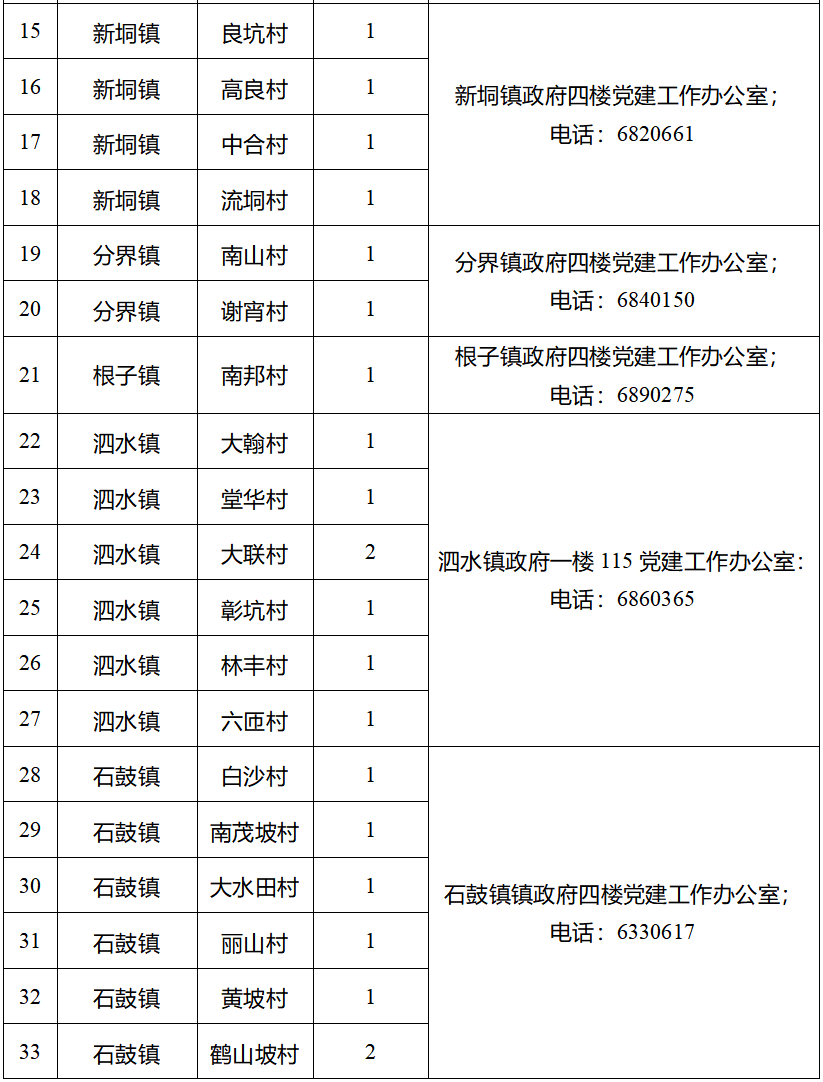 15 新垌镇 良坑村 1
16 新垌镇 高良村 1
新垌镇政府四楼党建工作办公室；
电话：6820661
17 新垌镇 中合村 1
18 新垌镇 流垌村 1
19 分界镇 南山村 1
分界镇政府四楼党建工作办公室；
电话：6840150
20 分界镇 谢宵村 1
21 根子镇 南邦村 1
根子镇政府四楼党建工作办公室；
电话：6890275
22 泗水镇 大翰村 1
23 泗水镇 堂华村 1
24 泗水镇 大联村 2
泗水镇政府一楼 115 党建工作办公室：
电话：6860365
25 泗水镇 彰坑村 1
26 泗水镇 林丰村 1
27 泗水镇 六匝村 1
28 石鼓镇 白沙村 1
29 石鼓镇 南茂坡村 1
30 石鼓镇 大水田村 1
石鼓镇镇政府四楼党建工作办公室；
电话：6330617
31 石鼓镇 丽山村 1
32 石鼓镇 黄坡村 1
33 石鼓镇 鹤山坡村 2